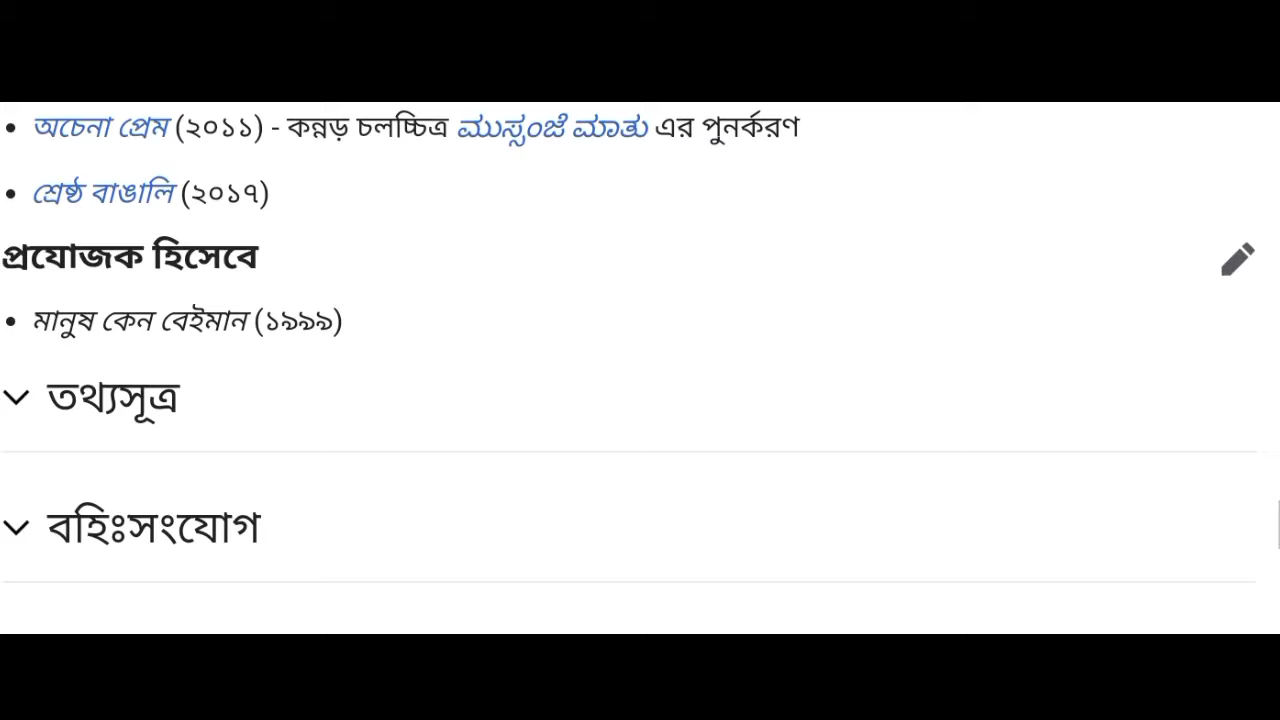 অচেনা প্রেম (২০১১) - কন্নড় চলচ্চিত্র ಮುಸ್ಸಂಜೆ ಮಾತು এর পুনর্করণ
শ্রেষ্ঠ বাঙালি (২০১৭)
প্রযোজক হিসেবে
মানুষ কেন বেইমান (১৯৯৯)
তথ্যসূত্র
বহিঃসংযোগ